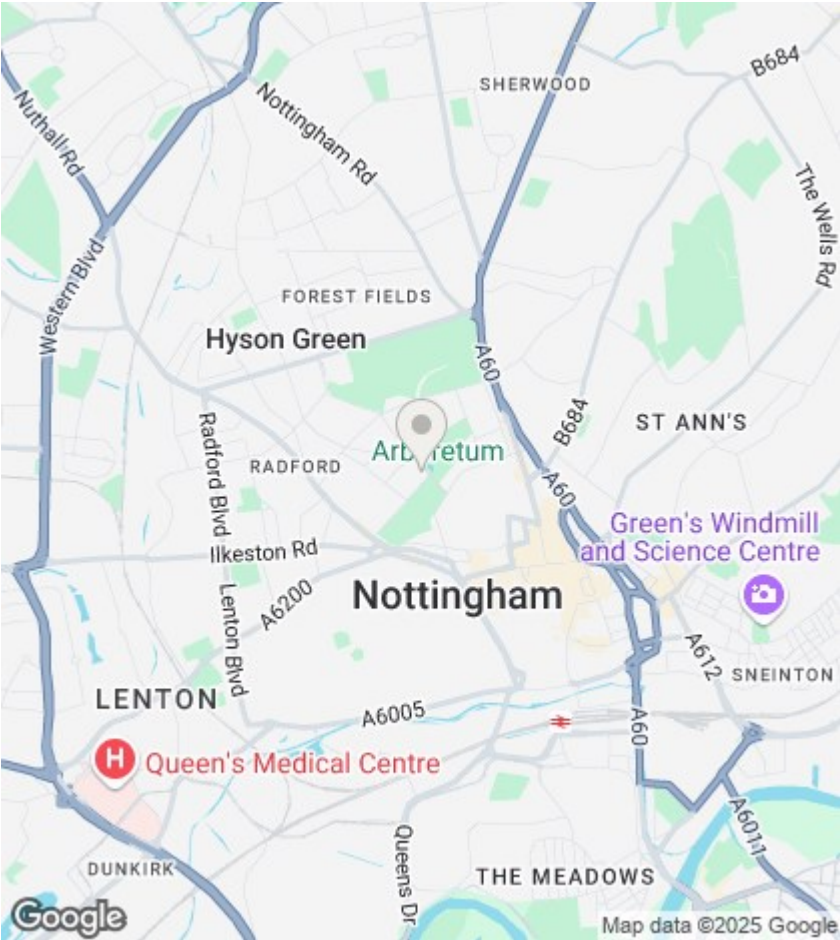 SHERWOOD
B684
Nuthall Rd
Nottingham Rd
The Wells Rd
Western Blvd
FOREST FIELDS
Hyson Green
A60
B684
ST ANN'S
Radford Blvd
RADFORD
Arboretum
A60
Green's Windmill
and Science Centre
Ilkeston Rd
A6200
Lenton Blvd
Nottingham
A612
SNEINTON
LENTON
A6005
A60
H
Queen's Medical Centre
A6011
Queens Dr
DUNKIRK
THE MEADOWS
Google
Map data ©2025 Google